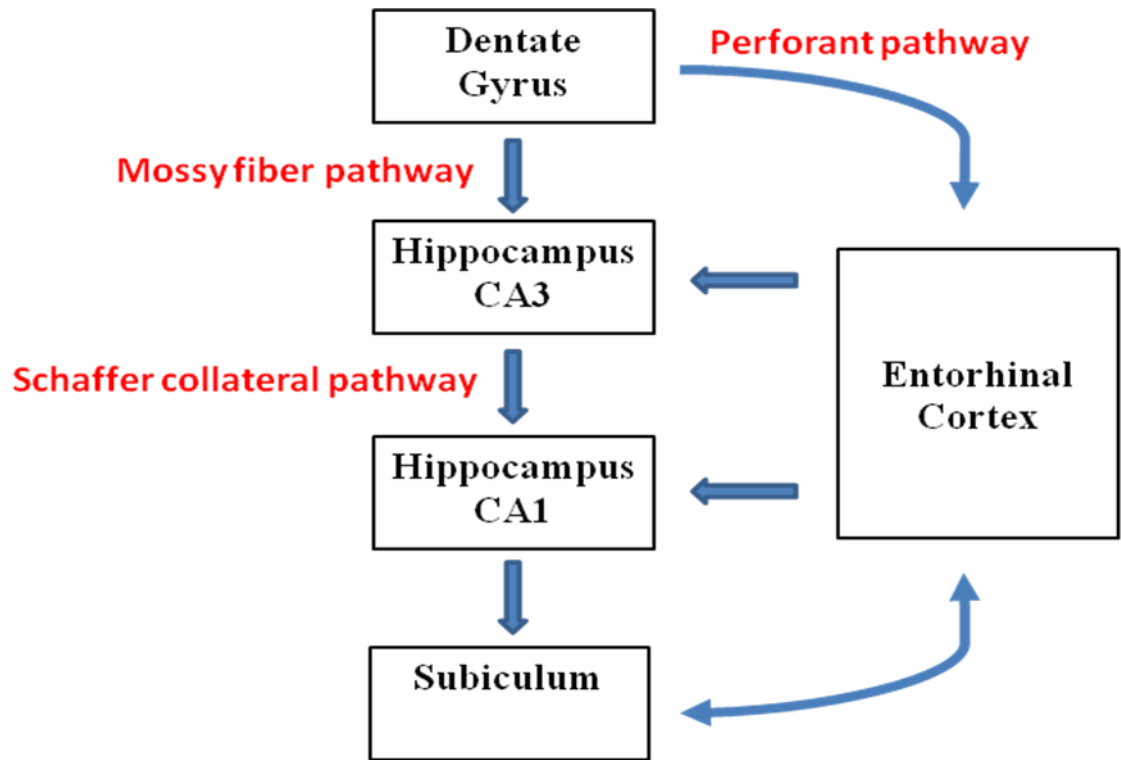 Dentate
Gyrus
Perforant pathway
Mossy fiber pathway
Hippocampus
CA3
Schaffer collateral pathway
Entorhinal
Cortex
Hippocampus
CA1
Subiculum